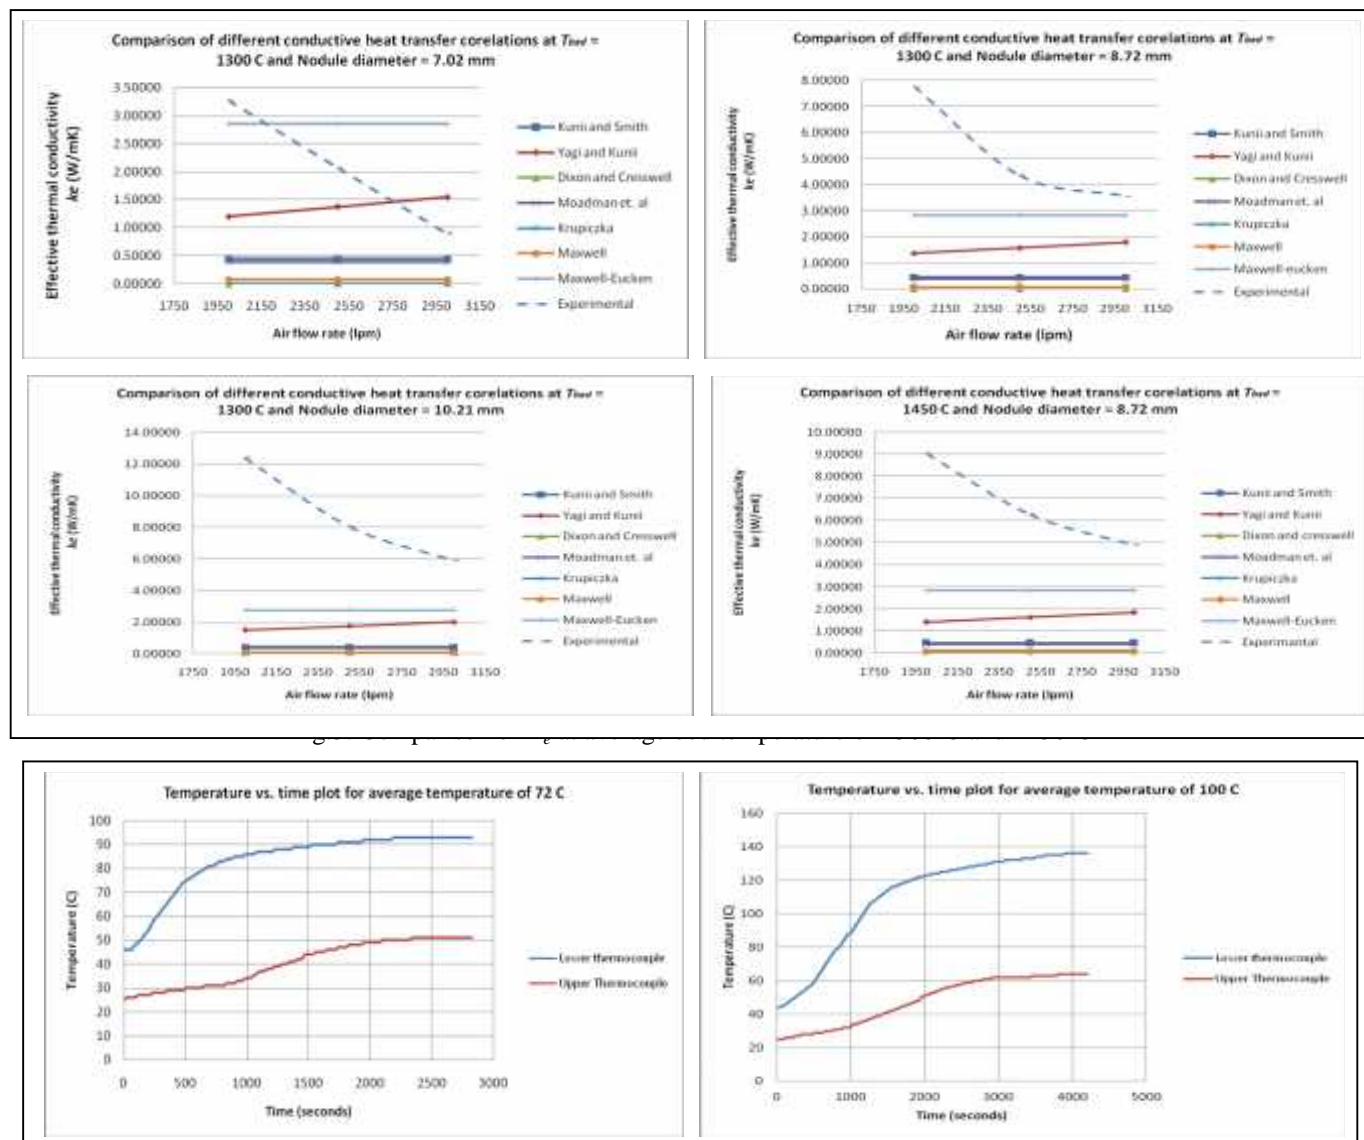 Comparison of different conductive heat transfer corelations at Tbed =
1300 C and Nodule diameter = 7.02 mm
Effective thermal conductivity
ke (W/mK)
3.50000
3.00000
2.50000
2.00000
1.50000
1.00000
0.50000
0.00000
1750 1950 2150 2350 2550 2750 2950 3150
Air flow rate (lpm)
Kunii and Smith
Yagi and Kunii
Dixon and Cresswell
Moadman et. al
Krupiczka
Maxwell
Maxwell-Eucken
Experimental
Comparison of different conductive heat transfer corelations at Tbed =
1300 C and Nodule diameter = 8.72 mm
Effective thermal conductivity
ke (W/mK)
8.00000
7.00000
6.00000
5.00000
4.00000
3.00000
2.00000
1.00000
0.00000
1750 1950 2150 2350 2550 2750 2950 3150
Air flow rate (lpm)
Kunii and Smith
Yagi and Kunii
Dixon and Cresswell
Moadman et. al
Krupiczka
Maxwell
Maxwell-eucken
Experimental
Comparison of different conductive heat transfer corelations at Tbed =
1300 C and Nodule diameter = 10.21 mm
Effective thermal conductivity
ke (W/mK)
14.00000
12.00000
10.00000
8.00000
6.00000
4.00000
2.00000
0.00000
1750 1950 2150 2350 2550 2750 2950 3150
Air flow rate (lpm)
Kunii and Smith
Yagi and Kunii
Dixon and Cresswell
Moadman et. al
Krupiczka
Maxwell
Maxwell-Eucken
Experimental
Comparison of different conductive heat transfer corelations at Tbed =
1450 C and Nodule diameter = 8.72 mm
Effective thermal conductivity
ke (W/mK)
10.00000
9.00000
8.00000
7.00000
6.00000
5.00000
4.00000
3.00000
2.00000
1.00000
0.00000
1750 1950 2150 2350 2550 2750 2950 3150
Air flow rate (lpm)
Kunii and Smith
Yagi and Kunii
Dixon and cresswell
Moadman et. al
Krupiczka
Maxwell
Maxwell-Eucken
Experimantal
Temperature vs. time plot for average temperature of 72 C
Temperature (C)
100
90
80
70
60
50
40
30
20
10
0
0 500 1000 1500 2000 2500 3000
Time (seconds)
Lower thermocouple
Upper Thermocouple
Temperature vs. time plot for average temperature of 100 C
Temperature (C)
160
140
120
100
80
60
40
20
0
0 1000 2000 3000 4000 5000
Time (seconds)
Lower thermocouple
Upper Thermocouple